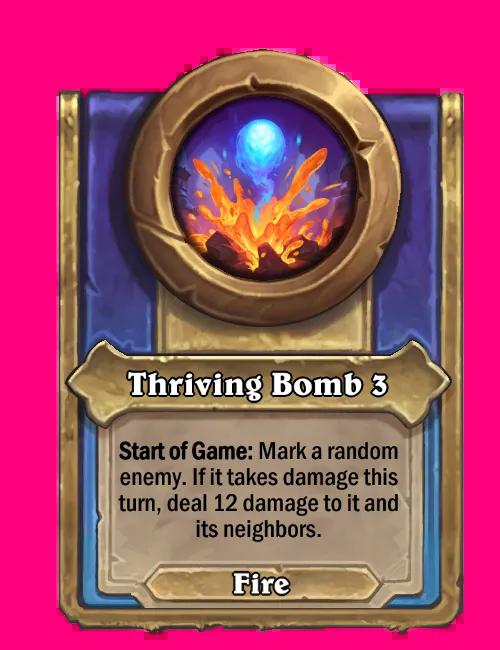 Thriving Bomb 3
Start of Game: Mark a random
enemy. If it takes damage this
turn, deal 12 damage to it and
its neighbors.
Fire